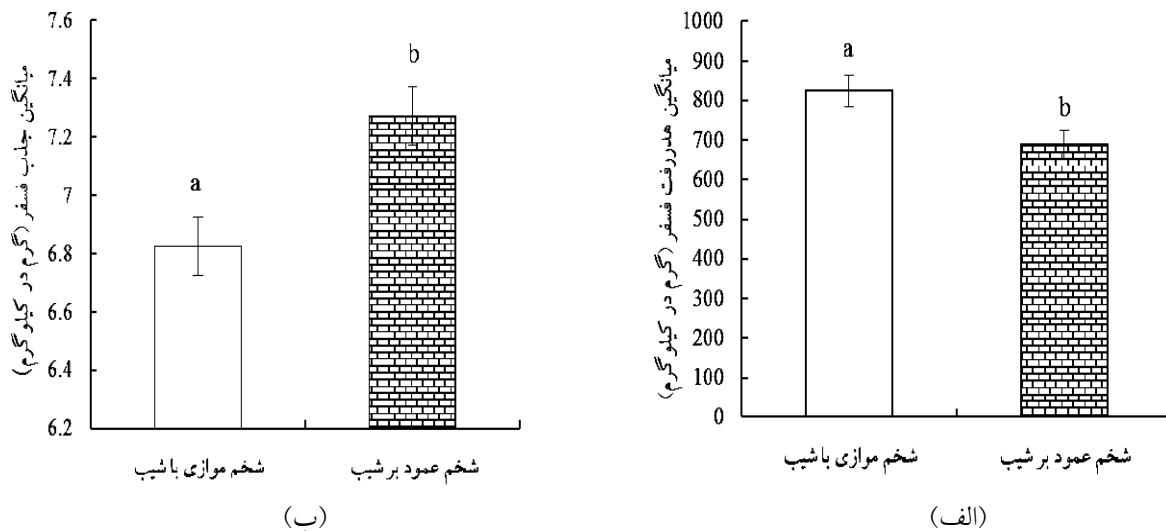 میانگین هدررفت فسفر (گرم در کیلوگرم)
1000
900
800
700
600
500
400
300
200
100
0
a
b
شخم موازی با شیب
شخم عمود بر شیب
(الف)
میانگین جذب فسفر (گرم در کیلوگرم)
7.6
7.4
7.2
7
6.8
6.6
6.4
6.2
a
b
شخم موازی با شیب
شخم عمود بر شیب
(ب)